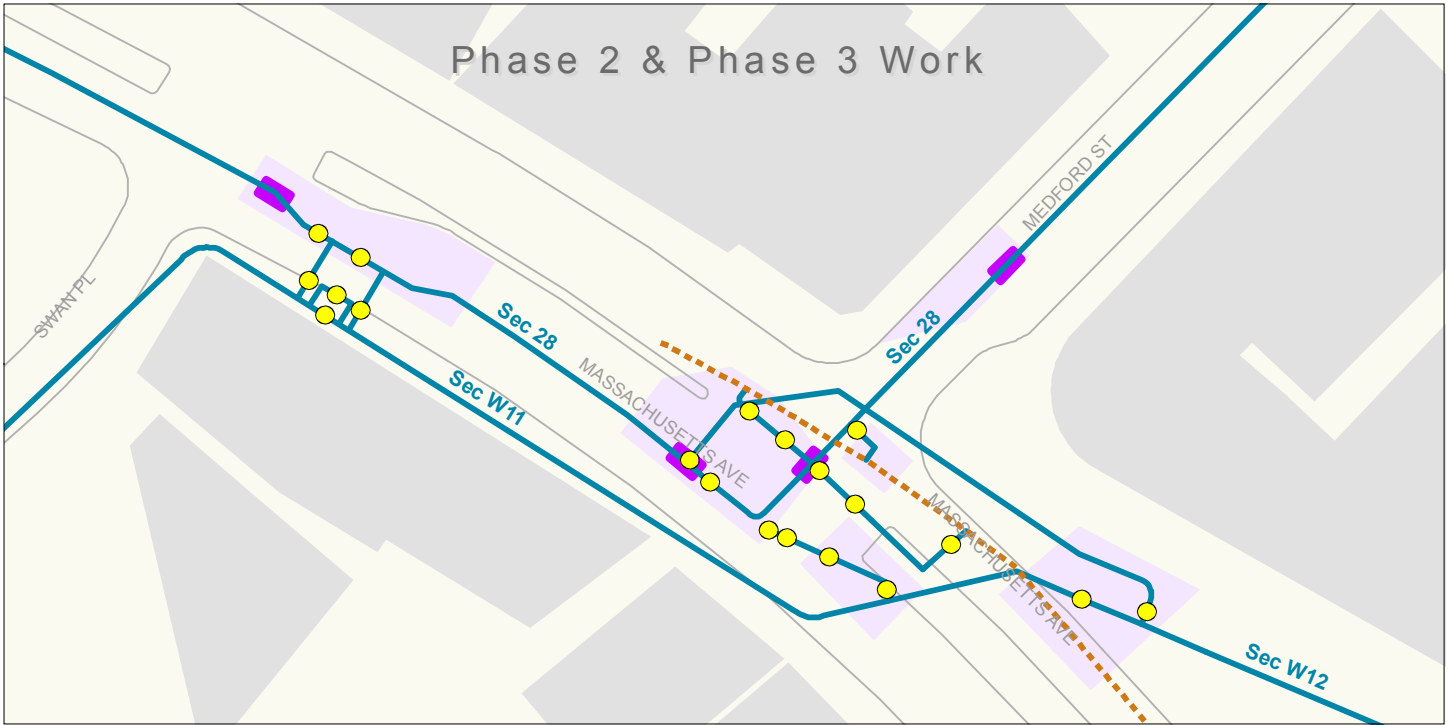 Phase 2 & Phase 3 Work
MEDFORD ST
SWAN PL
Sec 28
Sec 28
MASSACHUSETTS AVE
Sec W11
MASSACHUSETTS AVE
Sec W12